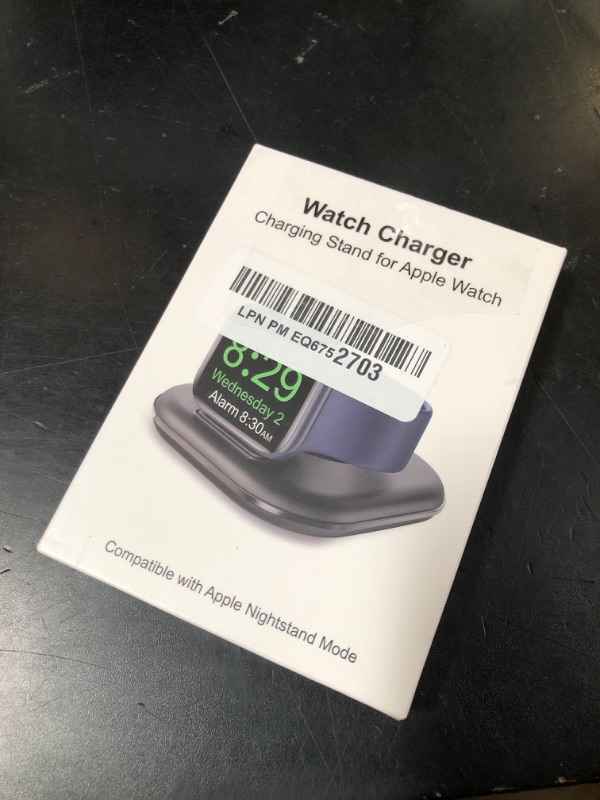 Watch Charger
Charging Stand for Apple Watch
LPN PM EQ6752703
8:29
Wednesday 2
Alarm 8:30AM
Compatible with Apple Nightstand Mode